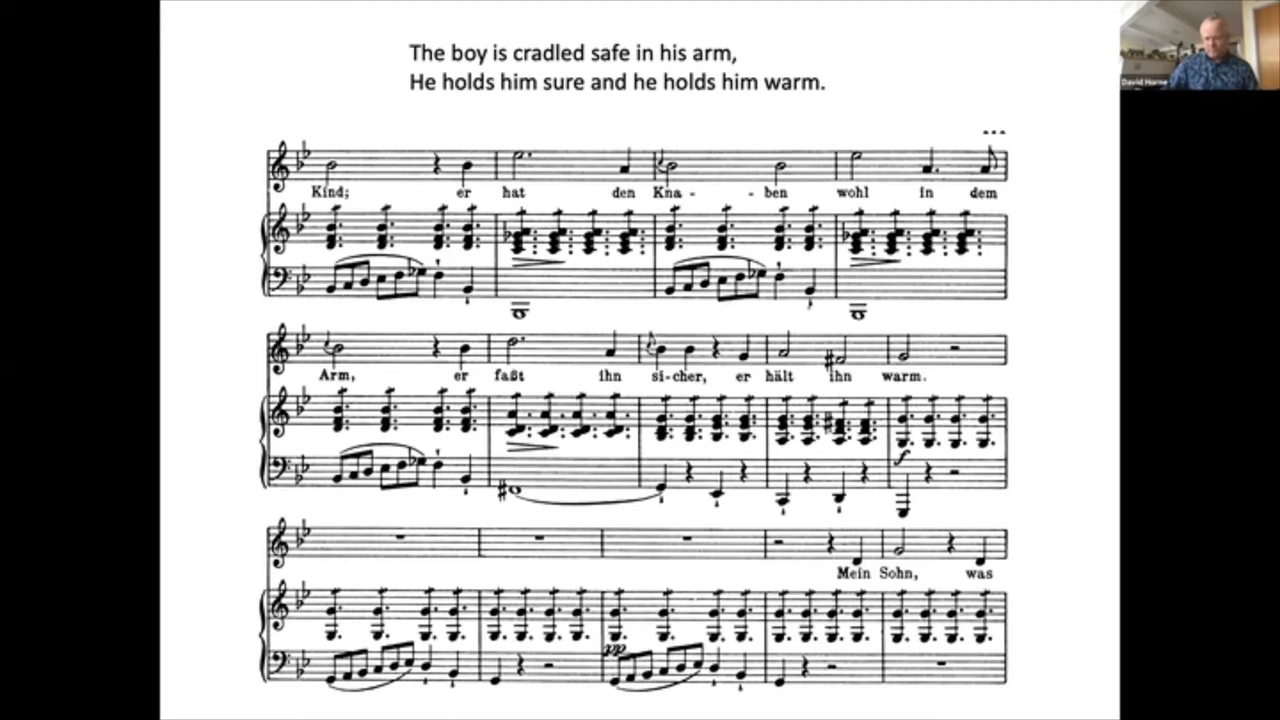 The boy is cradled safe in his arm,
He holds him sure and he holds him warm.
David Horne
Kind; er hat den Kna - - ben wohl in dem
Arm, er faßt ihn si-cher, er hält ihn warm.
f
Mein Sohn, was
pp